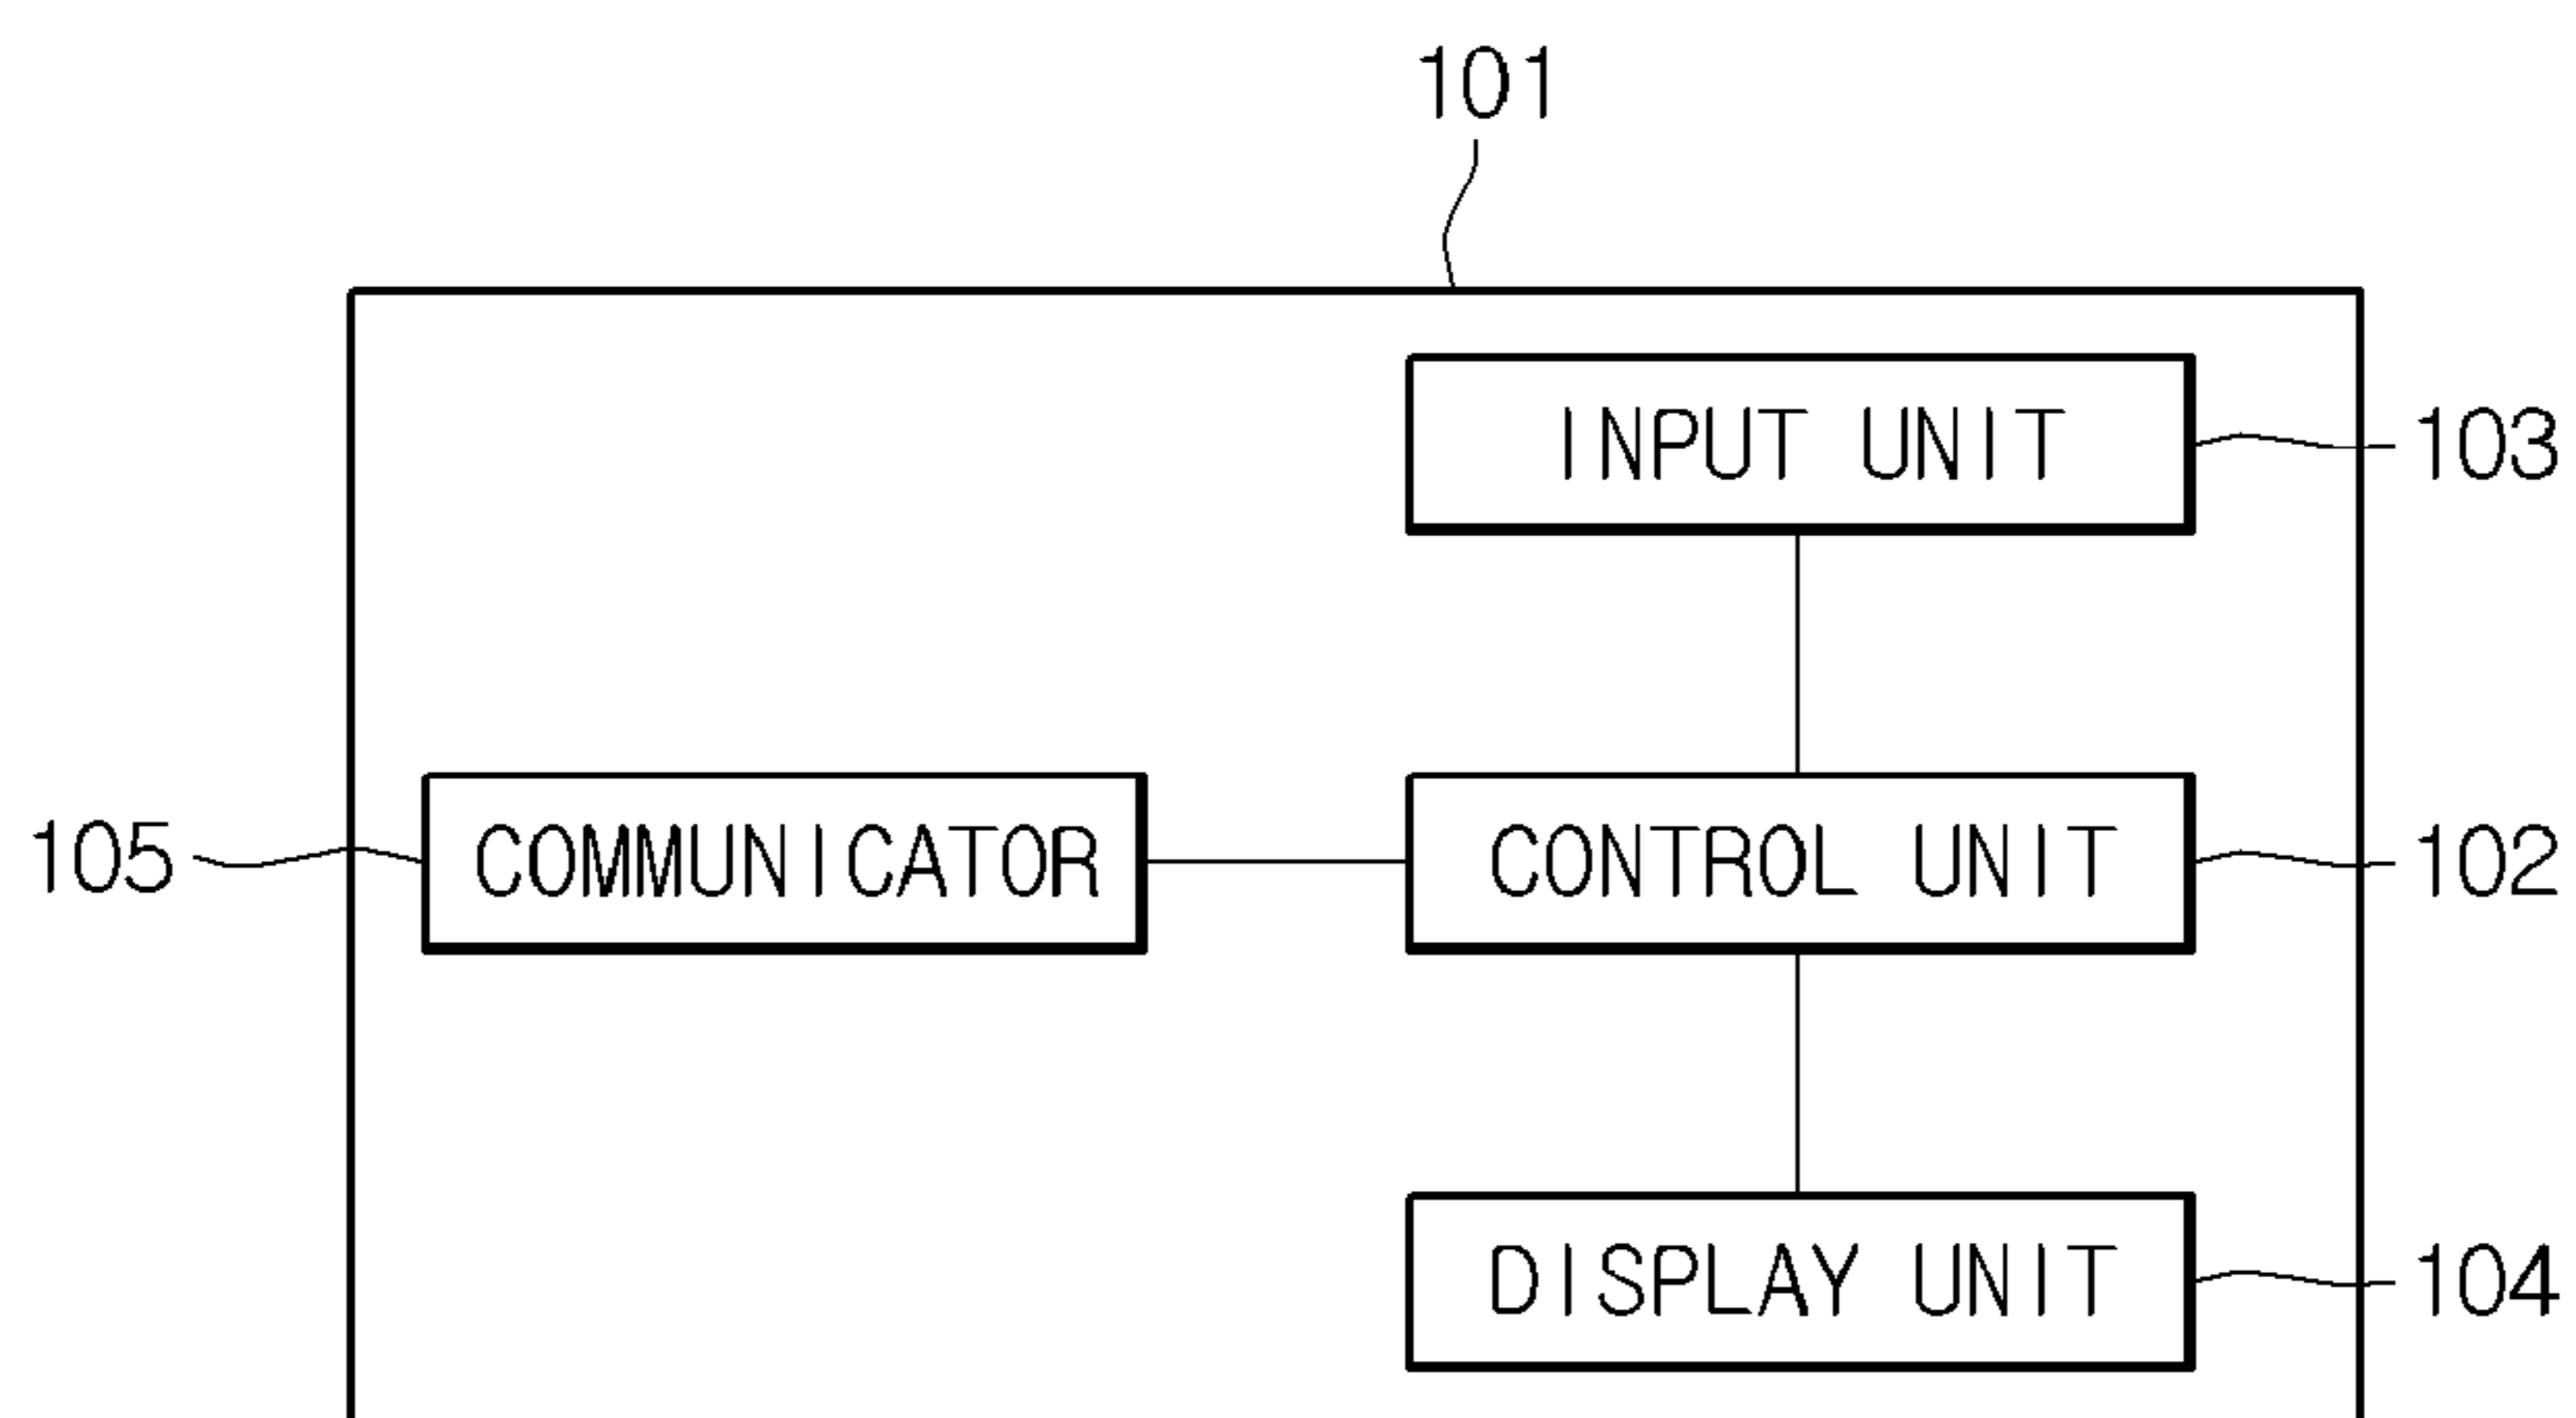 101
INPUT UNIT 103
105 COMMUNICATOR CONTROL UNIT 102
DISPLAY UNIT 104